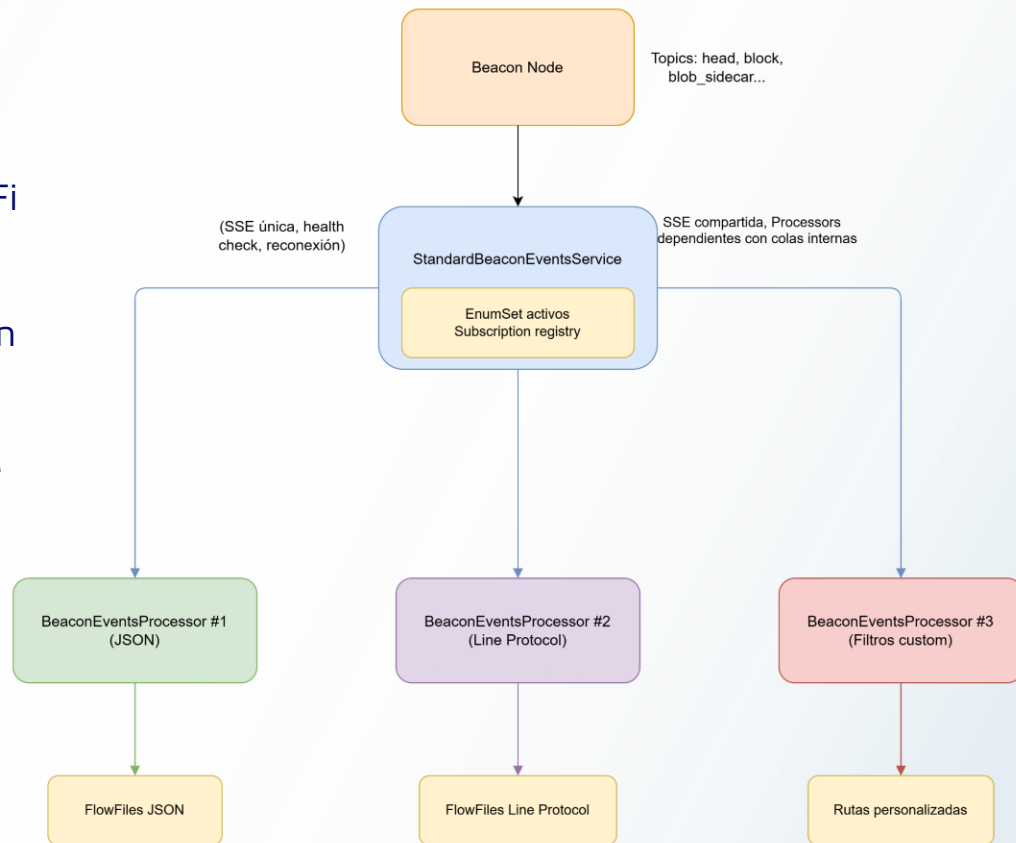 Beacon Node
Topics: head, block,
blob_sidecar...
Fi
n
(SSE única, health
check, reconexión)
SSE compartida, Processors
dependientes con colas internas
StandardBeaconEventsService
EnumSet activos
Subscription registry
BeaconEventsProcessor #1
(JSON)
BeaconEventsProcessor #2
(Line Protocol)
BeaconEventsProcessor #3
(Filtros custom)
FlowFiles JSON
FlowFiles Line Protocol
Rutas personalizadas